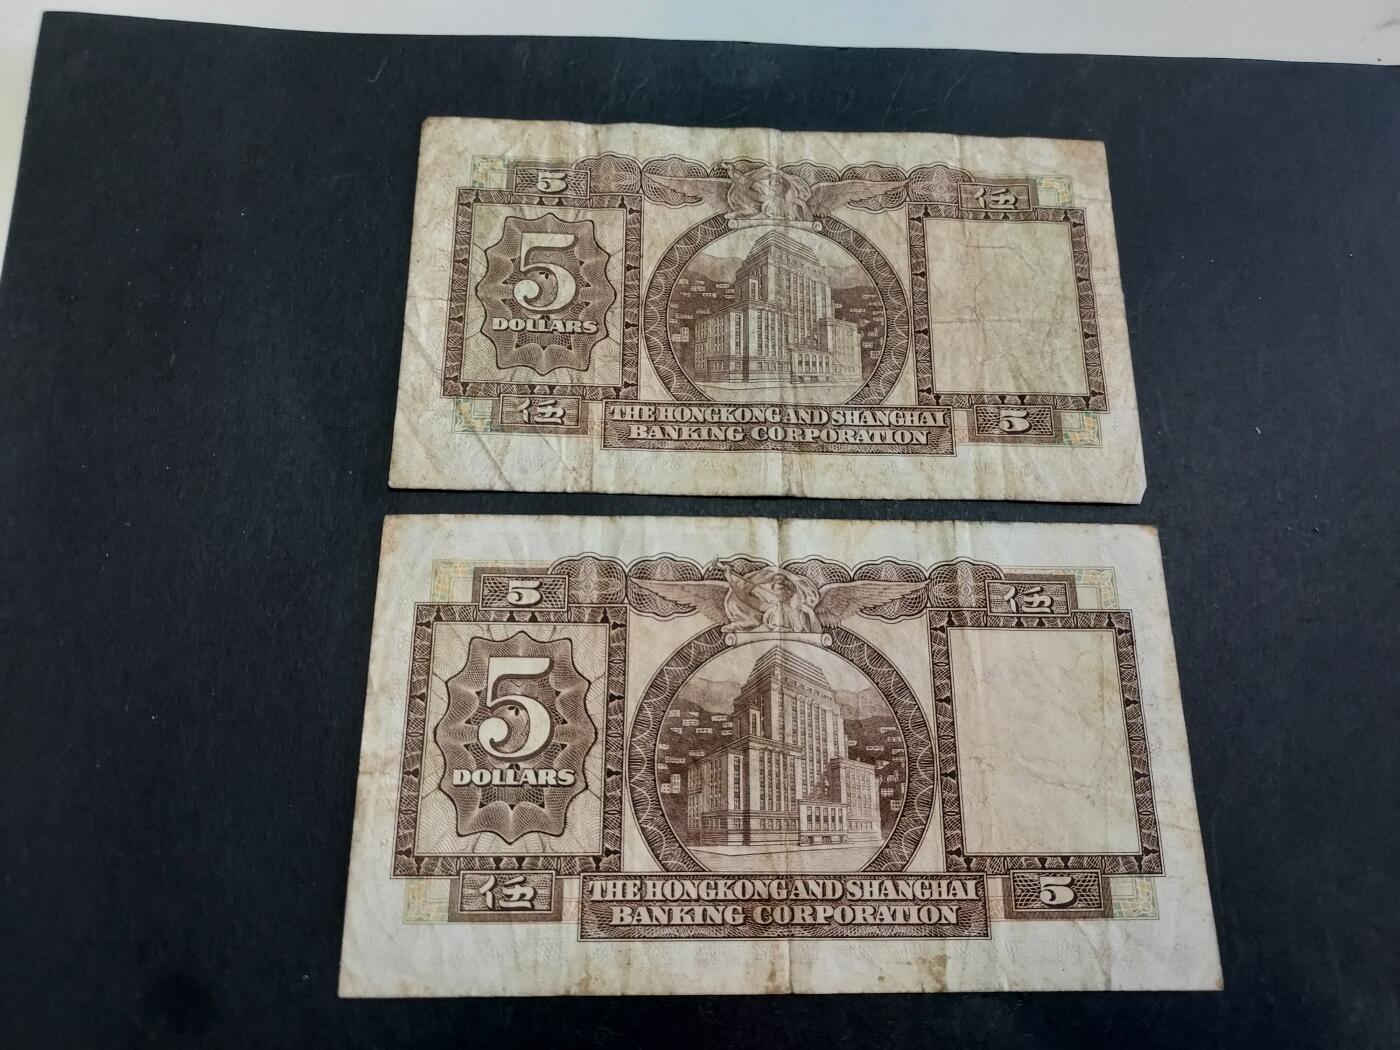 5
伍
5
DOLLARS
伍
THE HONGKONG AND SHANGHAI
BANKING CORPORATION
5
5
伍
5
DOLLARS
伍
THE HONGKONG AND SHANGHAI
BANKING CORPORATION
5